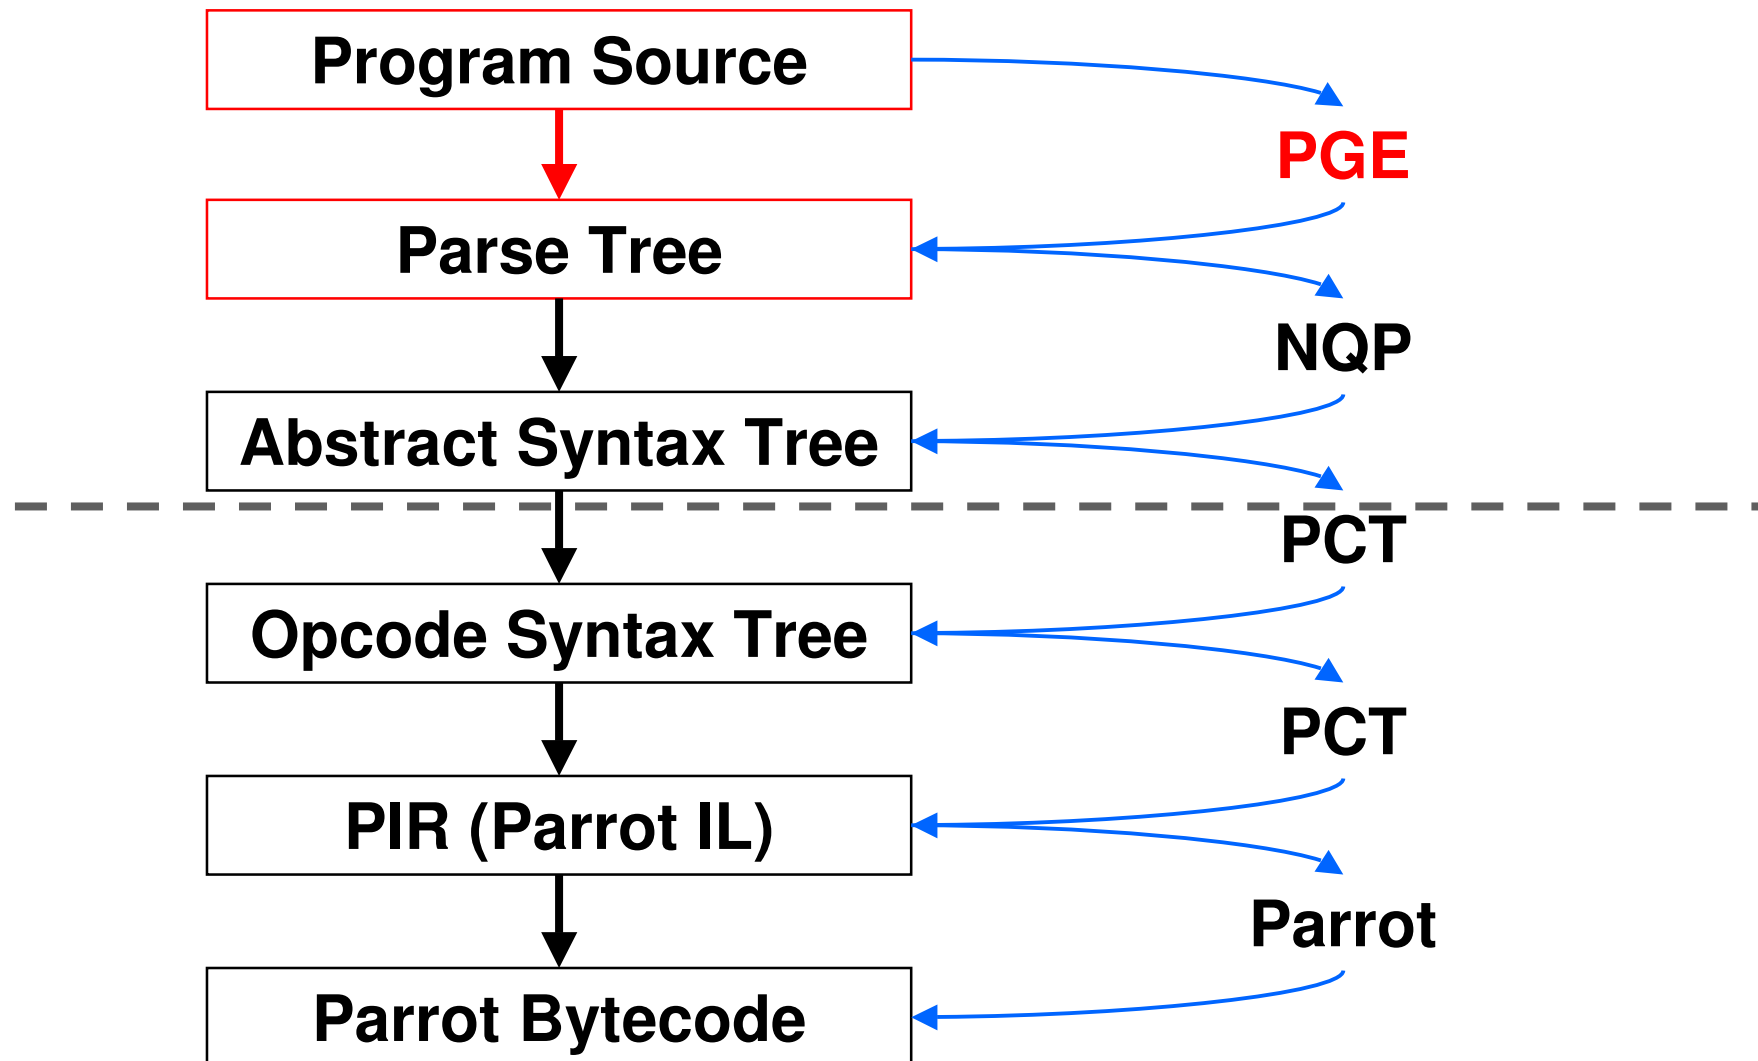 Program Source
PGE
Parse Tree
NQP
Abstract Syntax Tree
PCT
Opcode Syntax Tree
PCT
PIR (Parrot IL)
Parrot
Parrot Bytecode